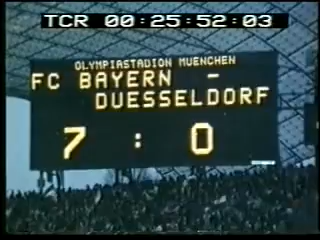 TCR 00:25:52:03
OLYMPIASTADION MUENCHEN
FC BAYERN -
DUESSELDORF
7 : 0